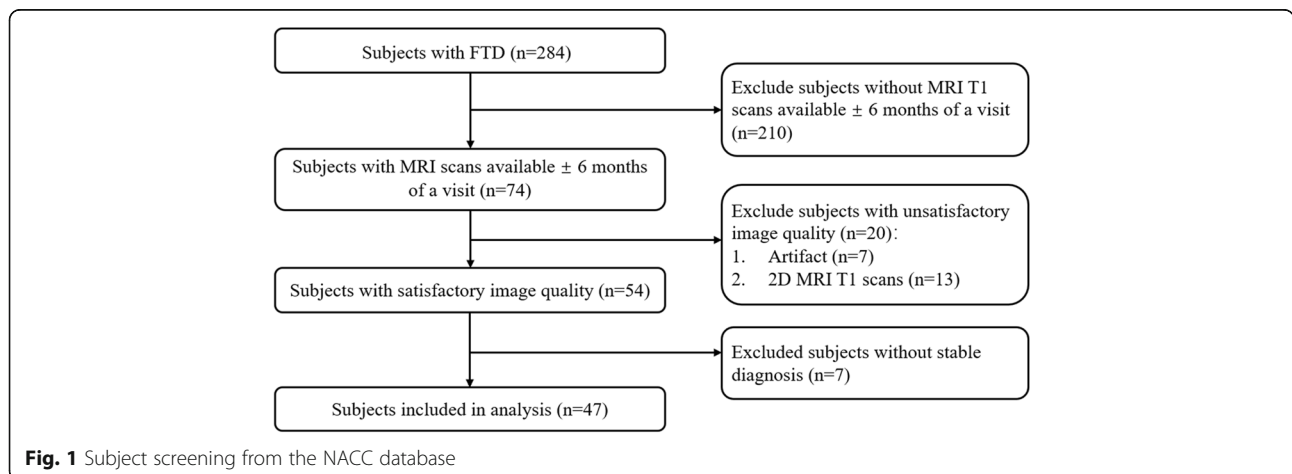 Subjects with FTD (n=284)
Exclude subjects without MRI T1
scans available ± 6 months of a visit
(n=210)
Subjects with MRI scans available ± 6 months
of a visit (n=74)
Exclude subjects with unsatisfactory
image quality (n=20):
1. Artifact (n=7)
2. 2D MRI T1 scans (n=13)
Subjects with satisfactory image quality (n=54)
Excluded subjects without stable
diagnosis (n=7)
Subjects included in analysis (n=47)
Fig. 1 Subject screening from the NACC database